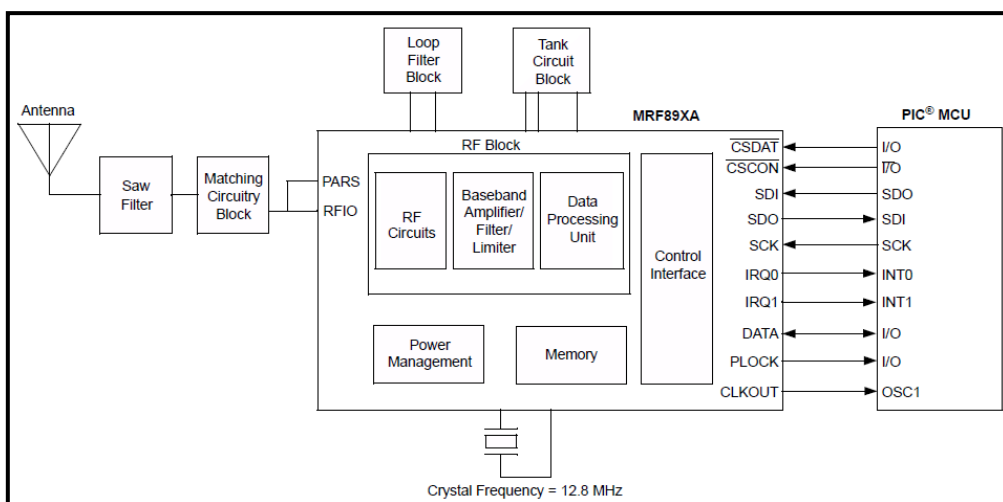 Loop
Filter
Block
Tank
Circuit
Block
Antenna
MRF89XA
PIC® MCU
Saw
Filter
Matching
Circuitry
Block
PARS
RFIO
RF Block
RF
Circuits
Baseband
Amplifier/
Filter/
Limiter
Data
Processing
Unit
Control
Interface
Power
Management
Memory
CSDAT
I/O
CSCON
I/O
SDI
SDO
SDO
SDI
SCK
SCK
IRQ0
INT0
IRQ1
INT1
DATA
I/O
PLOCK
I/O
CLKOUT
OSC1
Crystal Frequency = 12.8 MHz